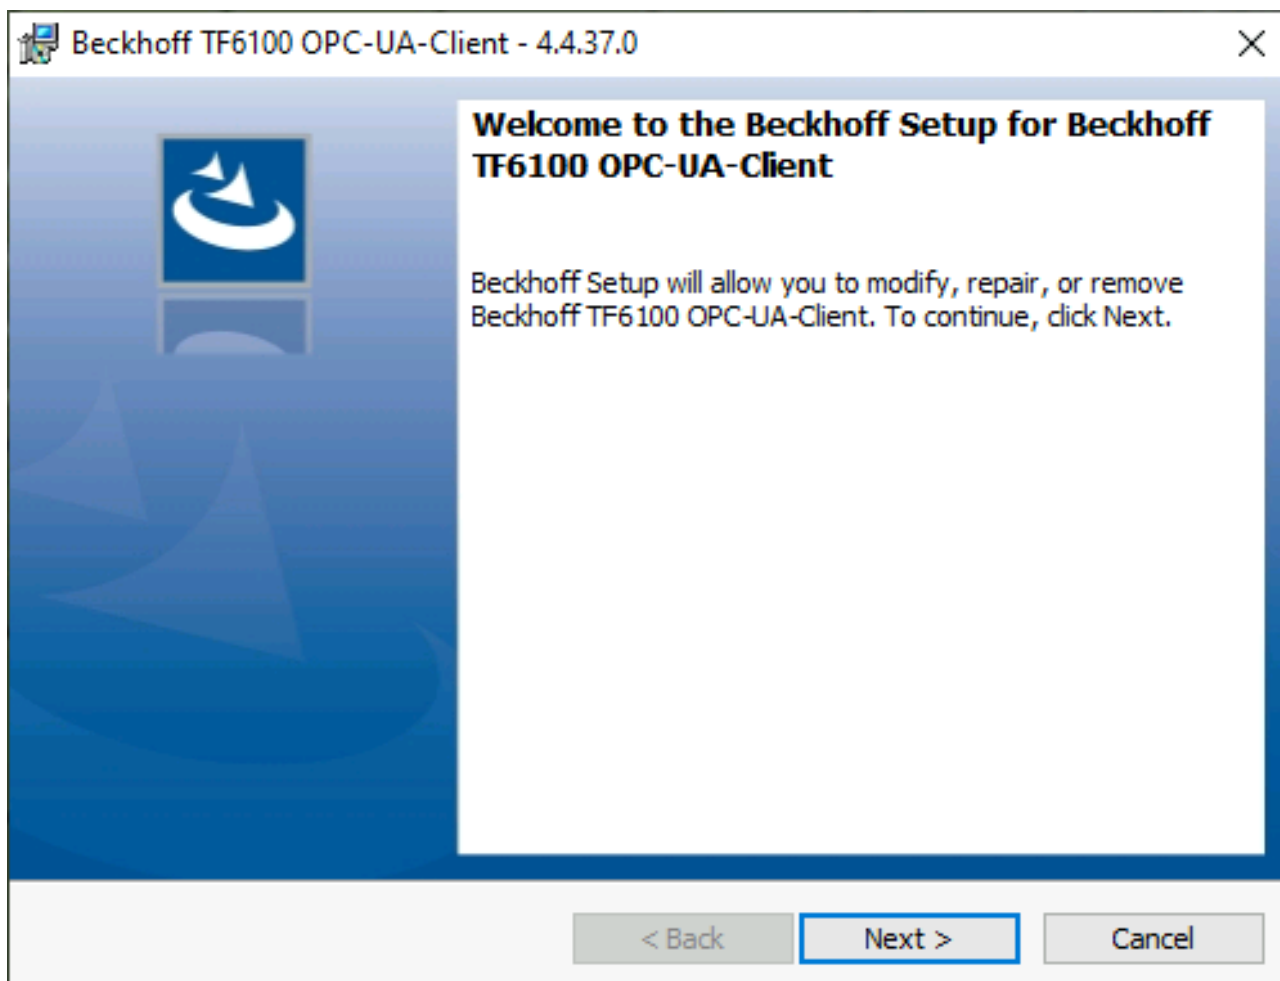 Beckhoff TF6100 OPC-UA-Client - 4.4.37.0
Welcome to the Beckhoff Setup for Beckhoff
TF6100 OPC-UA-Client
Beckhoff Setup will allow you to modify, repair, or remove
Beckhoff TF6100 OPC-UA-Client. To continue, click Next.
< Back
Next >
Cancel